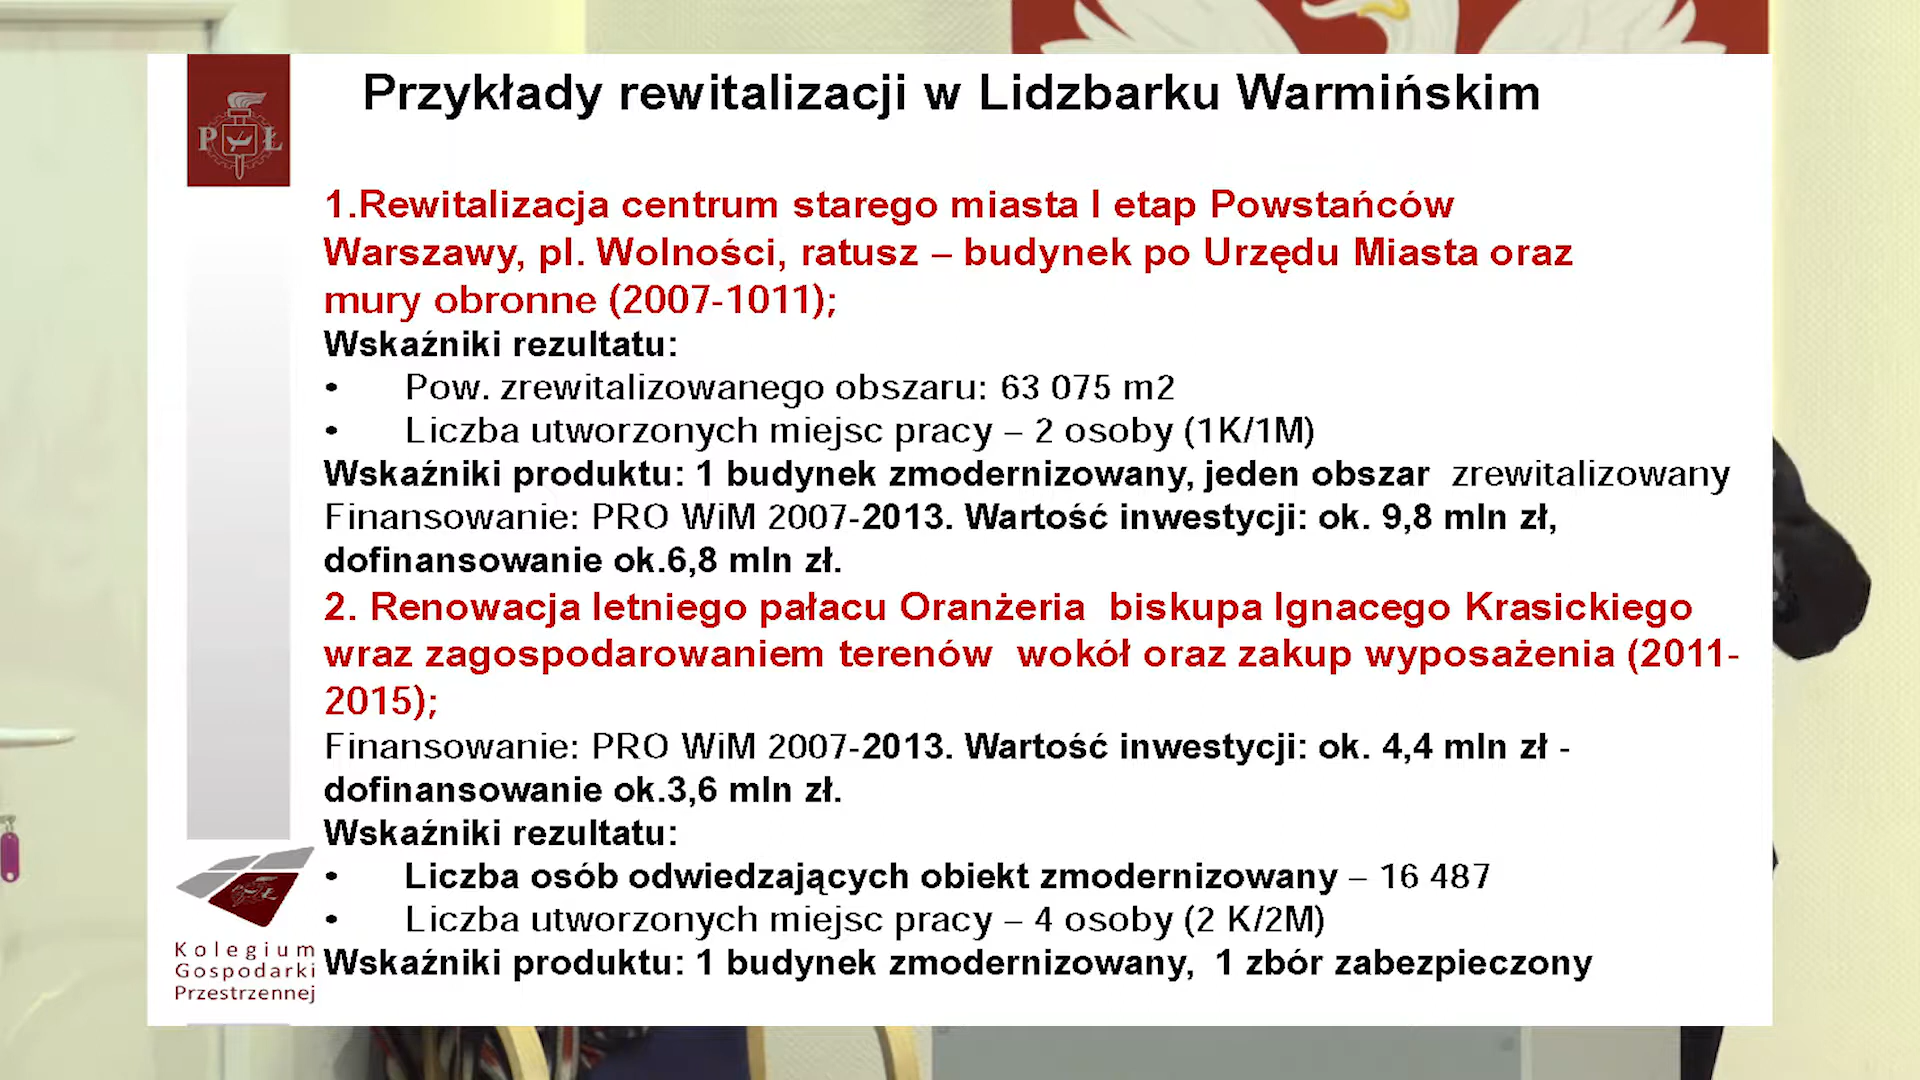 Przykłady rewitalizacji w Lidzbarku Warmińskim
P Ł
1.Rewitalizacja centrum starego miasta I etap Powstańców
Warszawy, pl. Wolności, ratusz – budynek po Urzędu Miasta oraz
mury obronne (2007-1011);
Wskaźniki rezultatu:
• Pow. zrewitalizowanego obszaru: 63 075 m2
• Liczba utworzonych miejsc pracy – 2 osoby (1K/1M)
Wskaźniki produktu: 1 budynek zmodernizowany, jeden obszar zrewitalizowany
Finansowanie: PRO WiM 2007-2013. Wartość inwestycji: ok. 9,8 mln zł,
dofinansowanie ok.6,8 mln zł.
2. Renowacja letniego pałacu Oranżeria biskupa Ignacego Krasickiego
wraz zagospodarowaniem terenów wokół oraz zakup wyposażenia (2011-
2015);
Finansowanie: PRO WiM 2007-2013. Wartość inwestycji: ok. 4,4 mln zł -
dofinansowanie ok.3,6 mln zł.
Wskaźniki rezultatu:
• Liczba osób odwiedzających obiekt zmodernizowany – 16 487
• Liczba utworzonych miejsc pracy – 4 osoby (2 K/2M)
Wskaźniki produktu: 1 budynek zmodernizowany, 1 zbór zabezpieczony
Kolegium
Gospodarki
Przestrzennej